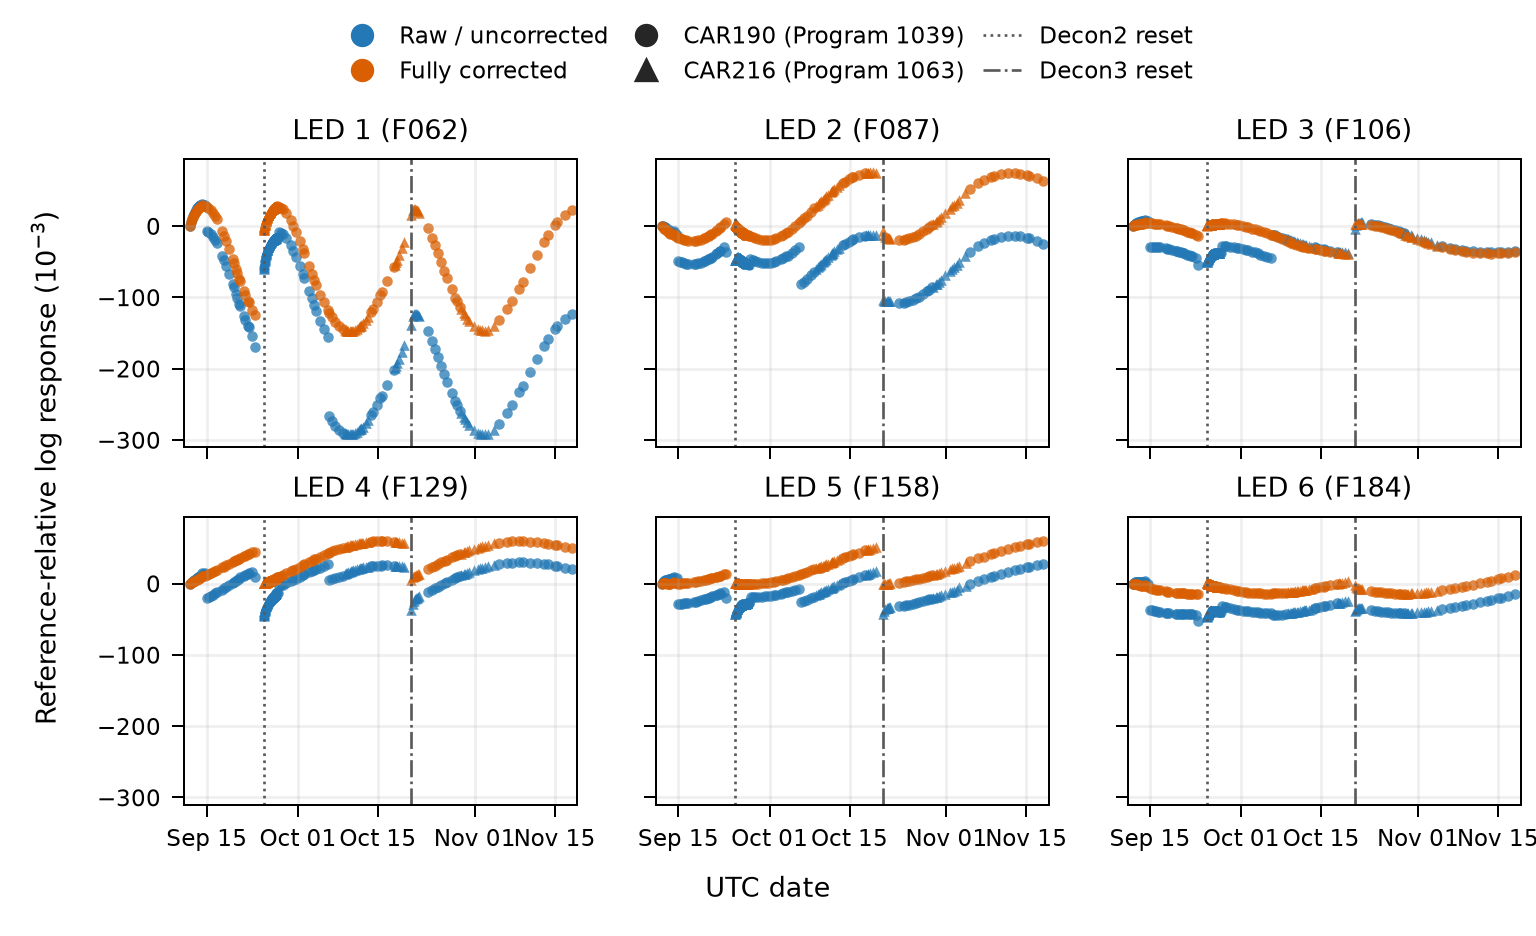 Raw / uncorrected
Fully corrected
CAR190 (Program 1039)
CAR216 (Program 1063)
Decon2 reset
Decon3 reset
LED 1 (F062)
LED 2 (F087)
LED 3 (F106)
0
−100
−200
−300
LED 4 (F129)
LED 5 (F158)
LED 6 (F184)
0
−100
−200
−300
Sep 15 Oct 01 Oct 15 Nov 01 Nov 15
Sep 15 Oct 01 Oct 15 Nov 01 Nov 15
Sep 15 Oct 01 Oct 15 Nov 01 Nov 15
Reference-relative log response (10⁻³)
UTC date